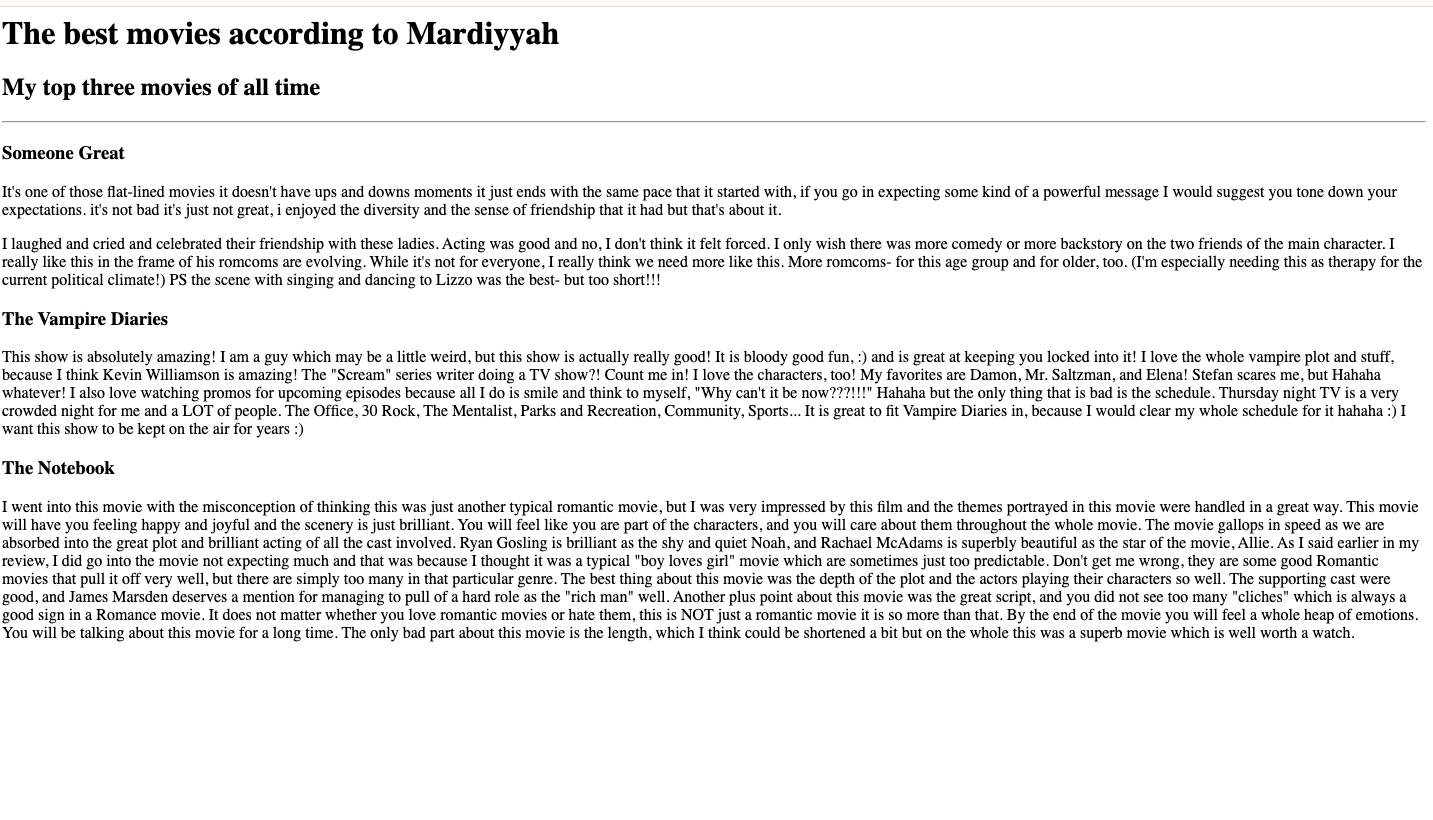 The best movies according to Mardiyyah
My top three movies of all time
Someone Great
It's one of those flat-lined movies it doesn't have ups and downs moments it just ends with the same pace that it started with, if you go in expecting some kind of a powerful message I would suggest you tone down your
expectations. it's not bad it's just not great, i enjoyed the diversity and the sense of friendship that it had but that's about it.
I laughed and cried and celebrated their friendship with these ladies. Acting was good and no, I don't think it felt forced. I only wish there was more comedy or more backstory on the two friends of the main character. I
really like this in the frame of his romcoms are evolving. While it's not for everyone, I really think we need more like this. More romcoms- for this age group and for older, too. (I'm especially needing this as therapy for the
current political climate!) PS the scene with singing and dancing to Lizzo was the best- but too short!!!
The Vampire Diaries
This show is absolutely amazing! I am a guy which may be a little weird, but this show is actually really good! It is bloody good fun, :) and is great at keeping you locked into it! I love the whole vampire plot and stuff,
because I think Kevin Williamson is amazing! The "Scream" series writer doing a TV show?! Count me in! I love the characters, too! My favorites are Damon, Mr. Saltzman, and Elena! Stefan scares me, but Hahaha
whatever! I also love watching promos for upcoming episodes because all I do is smile and think to myself, "Why can't it be now???!!!" Hahaha but the only thing that is bad is the schedule. Thursday night TV is a very
crowded night for me and a LOT of people. The Office, 30 Rock, The Mentalist, Parks and Recreation, Community, Sports... It is great to fit Vampire Diaries in, because I would clear my whole schedule for it hahaha :) I
want this show to be kept on the air for years :)
The Notebook
I went into this movie with the misconception of thinking this was just another typical romantic movie, but I was very impressed by this film and the themes portrayed in this movie were handled in a great way. This movie
will have you feeling happy and joyful and the scenery is just brilliant. You will feel like you are part of the characters, and you will care about them throughout the whole movie. The movie gallops in speed as we are
absorbed into the great plot and brilliant acting of all the cast involved. Ryan Gosling is brilliant as the shy and quiet Noah, and Rachael McAdams is superbly beautiful as the star of the movie, Allie. As I said earlier in my
review, I did go into the movie not expecting much and that was because I thought it was a typical "boy loves girl" movie which are sometimes just too predictable. Don't get me wrong, they are some good Romantic
movies that pull it off very well, but there are simply too many in that particular genre. The best thing about this movie was the depth of the plot and the actors playing their characters so well. The supporting cast were
good, and James Marsden deserves a mention for managing to pull of a hard role as the "rich man" well. Another plus point about this movie was the great script, and you did not see too many "cliches" which is always a
good sign in a Romance movie. It does not matter whether you love romantic movies or hate them, this is NOT just a romantic movie it is so more than that. By the end of the movie you will feel a whole heap of emotions.
You will be talking about this movie for a long time. The only bad part about this movie is the length, which I think could be shortened a bit but on the whole this was a superb movie which is well worth a watch.